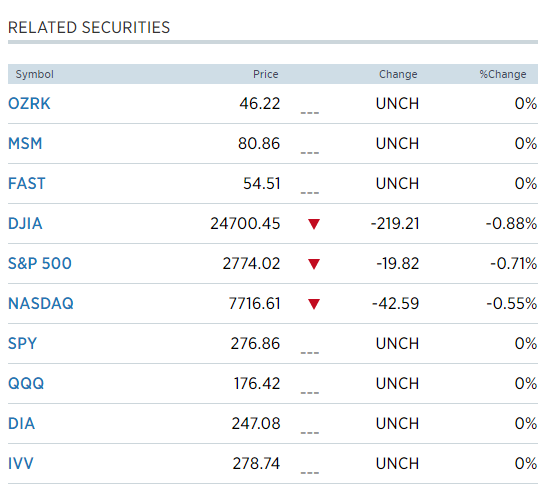 RELATED SECURITIES
Symbol Price Change %Change
OZRK 46.22 --- UNCH 0%
MSM 80.86 --- UNCH 0%
FAST 54.51 --- UNCH 0%
DJIA 24700.45 ▼ -219.21 -0.88%
S&P 500 2774.02 ▼ -19.82 -0.71%
NASDAQ 7716.61 ▼ -42.59 -0.55%
SPY 276.86 --- UNCH 0%
QQQ 176.42 --- UNCH 0%
DIA 247.08 --- UNCH 0%
IVV 278.74 --- UNCH 0%